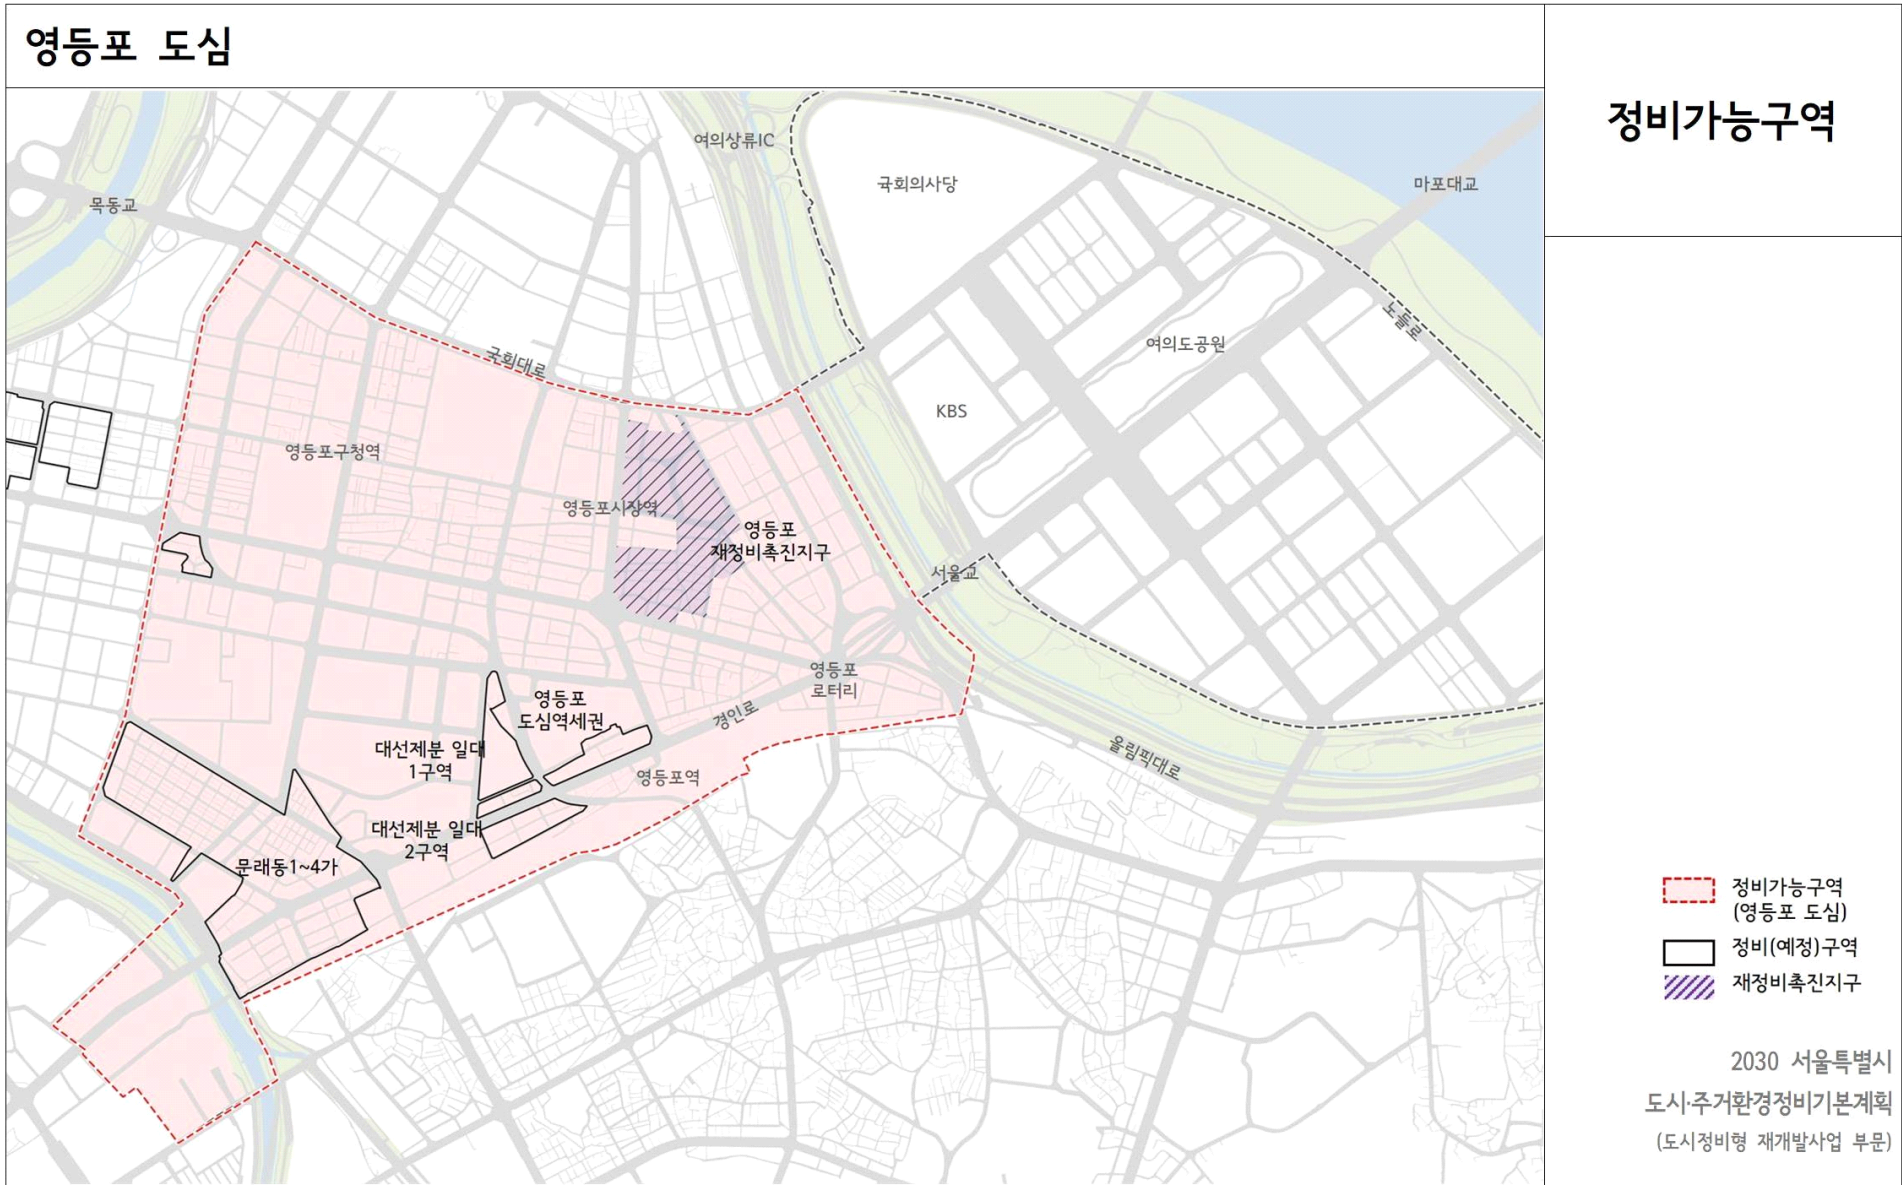 영등포 도심
정비가능구역
여의상류IC
국회의사당
마포대교
목동교
노들로
여의도공원
국회대로
KBS
영등포구청역
영등포시장역
영등포
재정비촉진지구
서울교
영등포
로터리
영등포
도심역세권
경인로
대선제분 일대
1구역
올림픽대로
영등포역
대선제분 일대
2구역
문래동1~4가
정비가능구역
(영등포 도심)
정비(예정)구역
재정비촉진지구
2030 서울특별시
도시·주거환경정비기본계획
(도시정비형 재개발사업 부문)